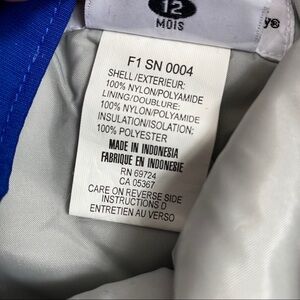 12
MOIS
F1 SN 0004
SHELL/EXTERIEUR:
100% NYLON/POLYAMIDE
LINING/DOUBLURE:
100% NYLON/POLYAMIDE
INSULATION/ISOLATION:
100% POLYESTER
MADE IN INDONESIA
FABRIQUE EN INDONESIE
RN 69724
CA 05367
CARE ON REVERSE SIDE
INSTRUCTIONS D
ENTRETIEN AU VERSO